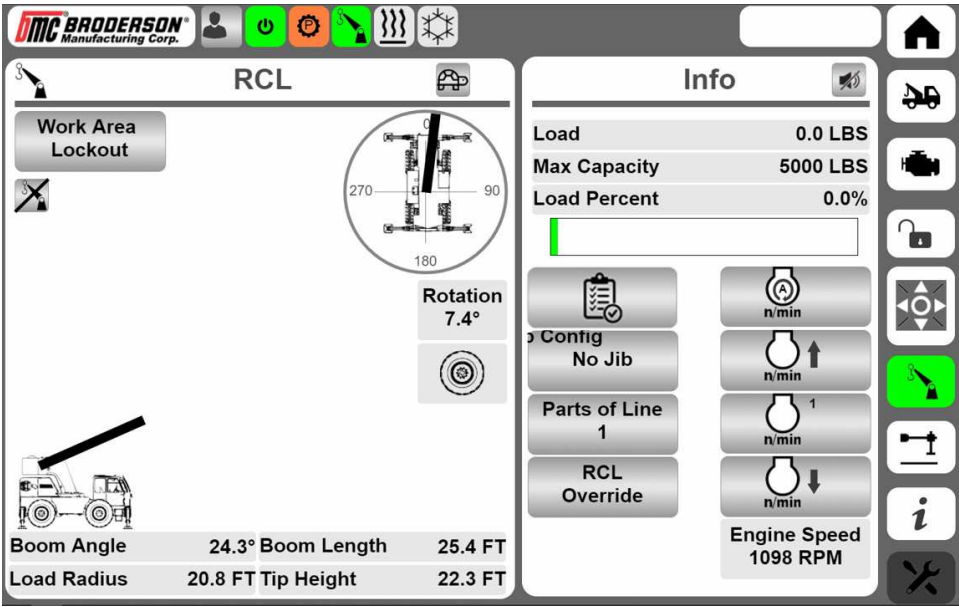 BMC BRODERSON®
Manufacturing Corp.
P
RCL
Info
Work Area
Lockout
0
270
90
180
Rotation
7.4°
Boom Angle 24.3° Boom Length 25.4 FT
Load Radius 20.8 FT Tip Height 22.3 FT
Load 0.0 LBS
Max Capacity 5000 LBS
Load Percent 0.0%
A
n/min
Config
No Jib
n/min
Parts of Line
1
1
n/min
RCL
Override
n/min
Engine Speed
1098 RPM
i